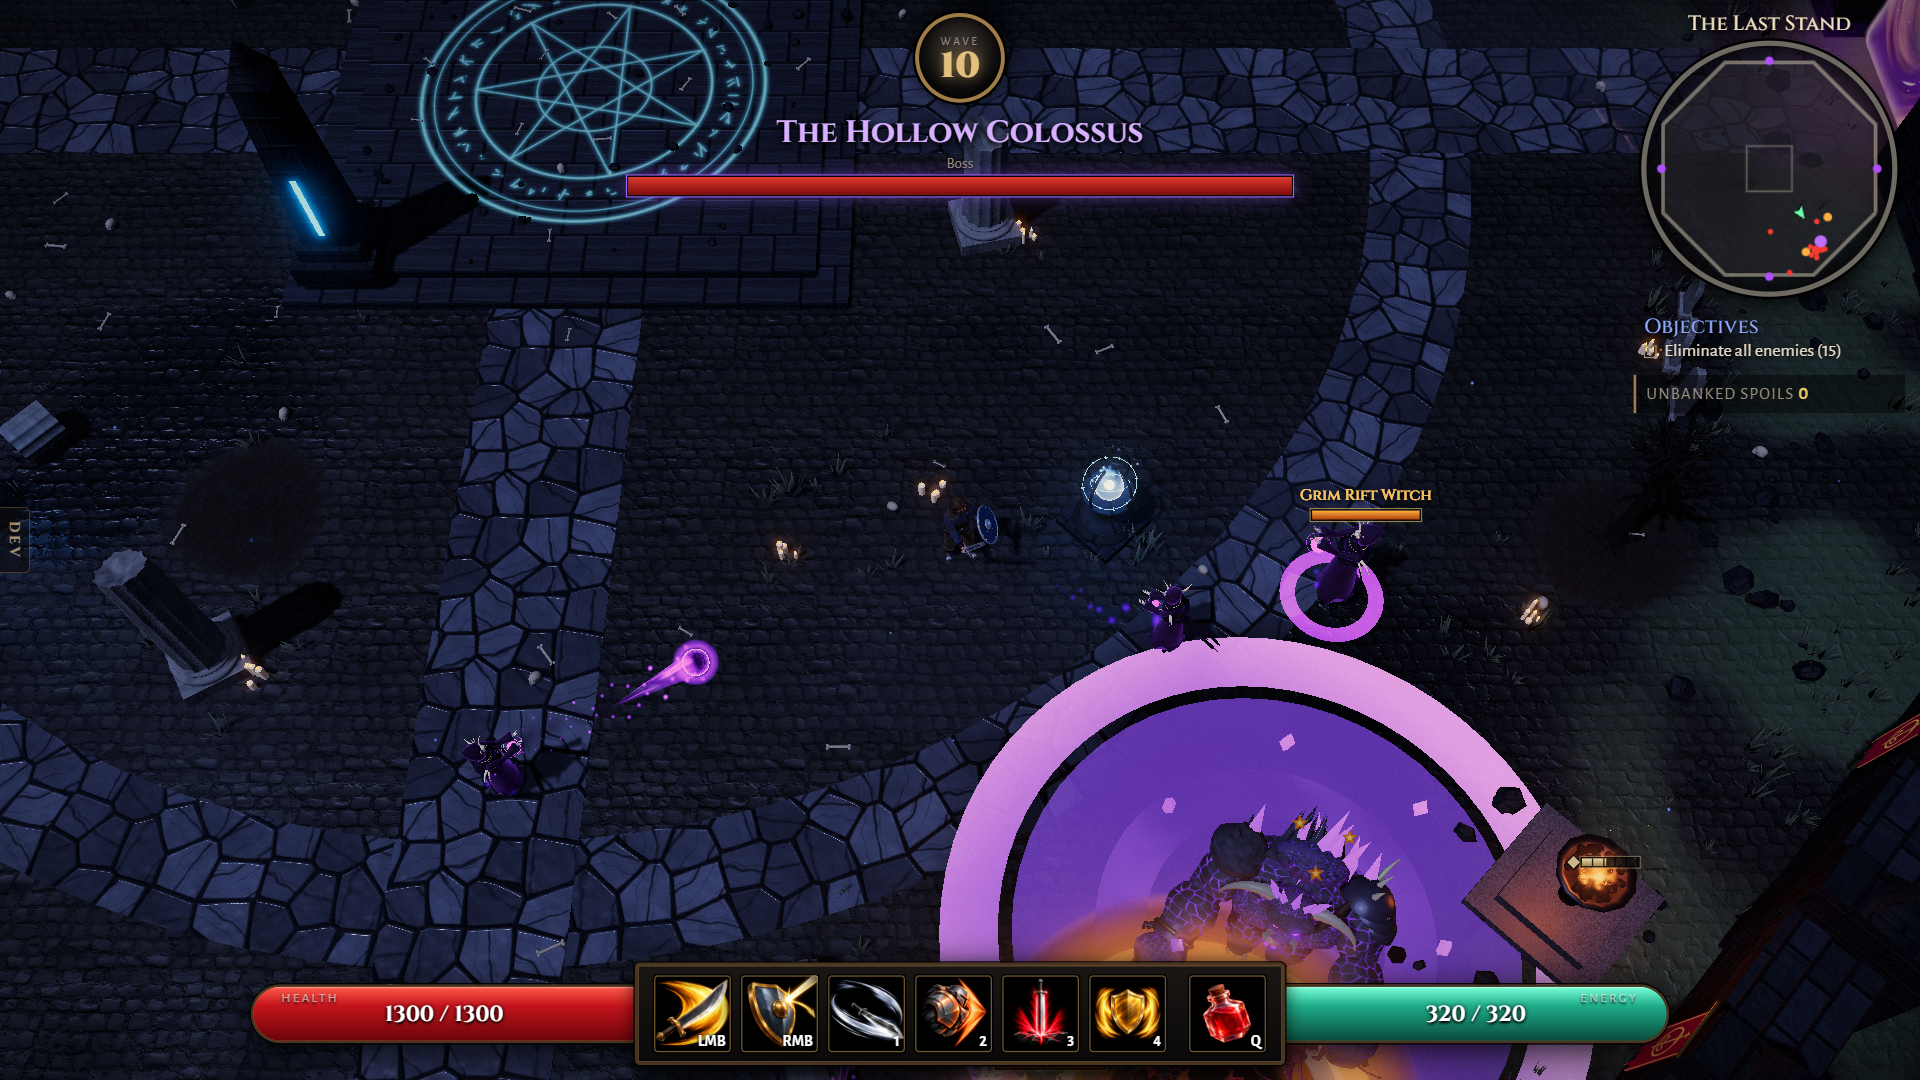 THE LAST STAND
WAVE
10
THE HOLLOW COLOSSUS
Boss
OBJECTIVES
Eliminate all enemies (15)
UNBANKED SPOILS 0
GRIM RIFT WITCH
DEV
HEALTH
1300 / 1300
LMB
RMB
1
2
3
4
Q
ENERGY
320 / 320